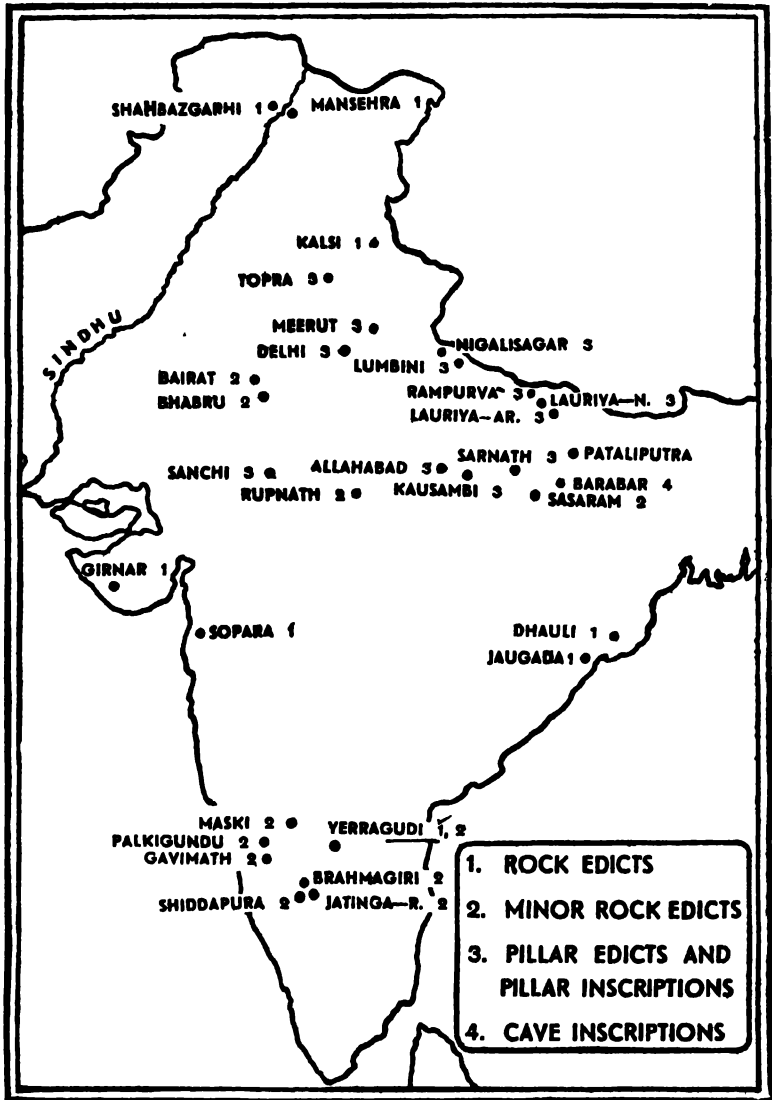 SHAHBAZGARHI 1
MANSEHRA 1
KALSI 1
TOPRA 3
SINDHU
MEERUT 3
DELHI 3
NIGALISAGAR 3
LUMBINI 3
BAIRAT 2
BHABRU 2
RAMPURVA 3
LAURIYA—N. 3
LAURIYA—AR. 3
SARNATH 3
PATALIPUTRA
SANCHI 3
ALLAHABAD 3
RUPNATH 2
KAUSAMBI 3
BARABAR 4
SASARAM 2
GIRNAR 1
SOPARA 1
DHAULI 1
JAUGADA 1
MASKI 2
YERRAGUDI 1, 2
PALKIGUNDU 2
GAVIMATH 2
BRAHMAGIRI 2
SHIDDAPURA 2
JATINGA—R. 2
1. ROCK EDICTS
2. MINOR ROCK EDICTS
3. PILLAR EDICTS AND
PILLAR INSCRIPTIONS
4. CAVE INSCRIPTIONS